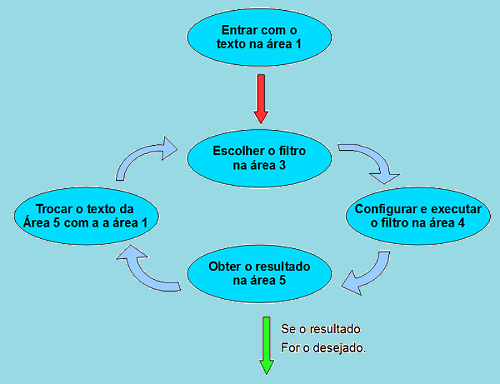 Entrar com o
texto na área 1
Escolher o filtro
na área 3
Trocar o texto da
Área 5 com a a área 1
Configurar e executar
o filtro na área 4
Obter o resultado
na área 5
Se o resultado
For o desejado.